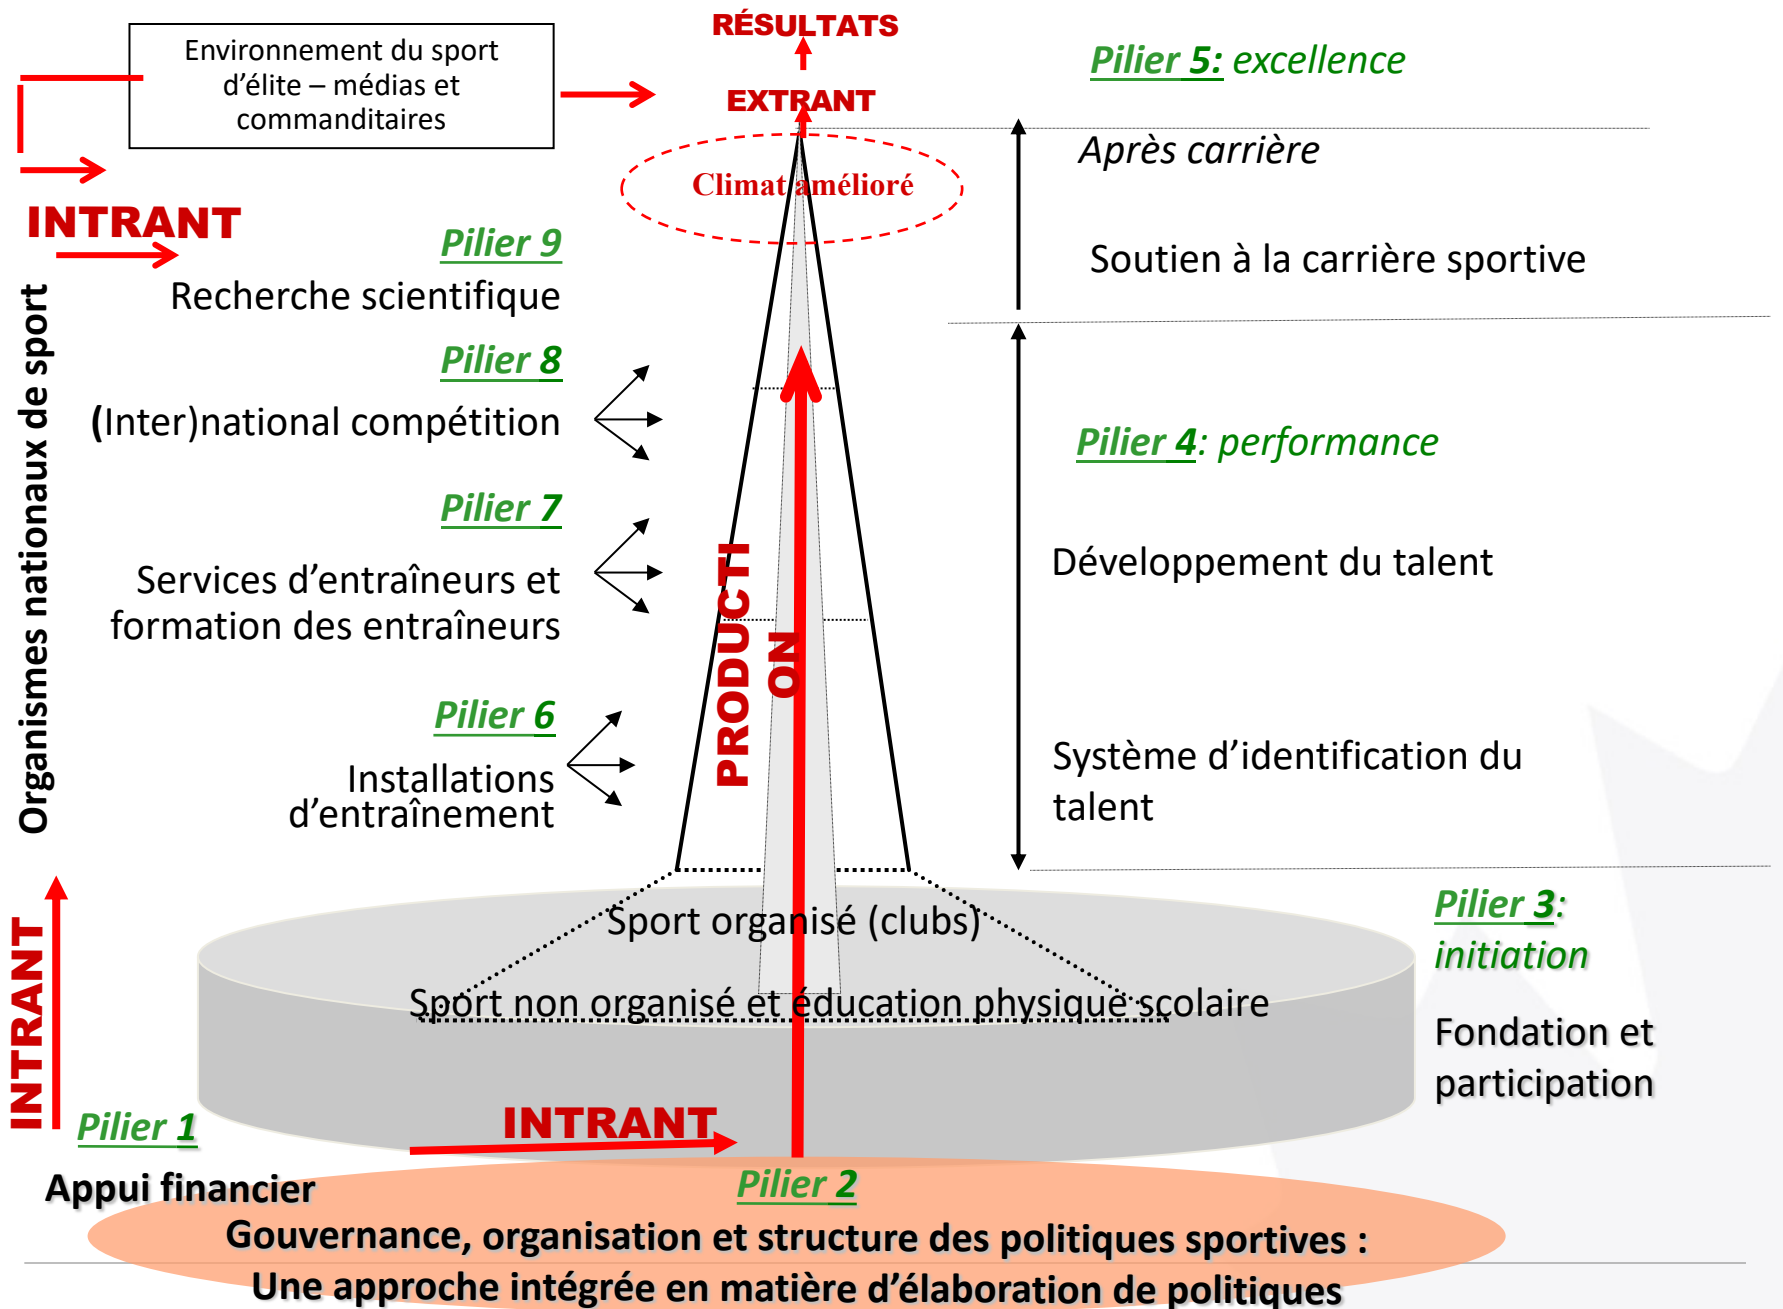 RÉSULTATS
Environnement du sport
d’élite – médias et
commanditaires
EXTRANT
Climat amélioré
Pilier 5: excellence
Après carrière
Soutien à la carrière sportive
INTRANT
Organismes nationaux de sport
Pilier 9
Recherche scientifique
Pilier 8
(Inter)national compétition
Pilier 4: performance
Pilier 7
Services d’entraîneurs et
formation des entraîneurs
Développement du talent
PRODUCTI
ON
Pilier 6
Installations
d’entraînement
Système d’identification du
talent
Sport organisé (clubs)
Sport non organisé et éducation physique scolaire
Pilier 3:
initiation
Fondation et
participation
INTRANT
Pilier 1
Appui financier
INTRANT
Pilier 2
Gouvernance, organisation et structure des politiques sportives :
Une approche intégrée en matière d’élaboration de politiques